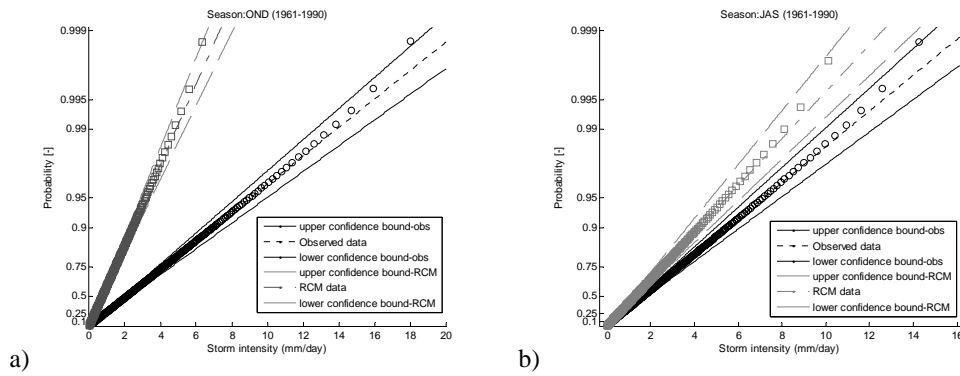 Season:OND (1961-1990)
0.999
0.995
0.99
0.95
0.9
0.75
0.5
0.25
0.1
Probability [-]
upper confidence bound-obs
Observed data
lower confidence bound-obs
upper confidence bound-RCM
RCM data
lower confidence bound-RCM
0 2 4 6 8 10 12 14 16 18 20
Storm intensity (mm/day)
a)
Season:JAS (1961-1990)
0.999
0.995
0.99
0.95
0.9
0.75
0.5
0.25
0.1
Probability [-]
upper confidence bound-obs
Observed data
lower confidence bound-obs
upper confidence bound-RCM
RCM data
lower confidence bound-RCM
0 2 4 6 8 10 12 14 16
Storm intensity (mm/day)
b)